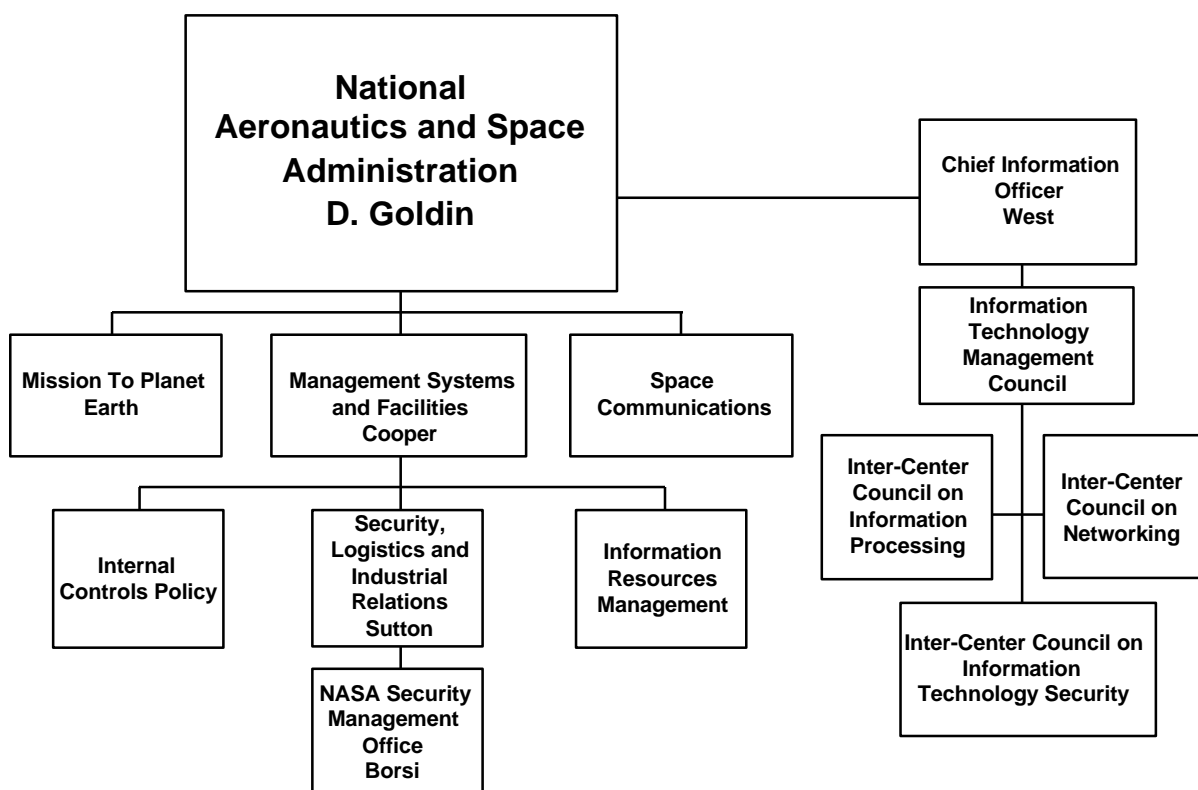 National
Aeronautics and Space
Administration
D. Goldin
Chief Information
Officer
West
Information
Technology
Management
Council
Mission To Planet
Earth
Management Systems
and Facilities
Cooper
Space
Communications
Inter-Center
Council on
Information
Processing
Inter-Center
Council on
Networking
Internal
Controls Policy
Security,
Logistics and
Industrial
Relations
Sutton
Information
Resources
Management
Inter-Center Council on
Information
Technology Security
NASA Security
Management
Office
Borsi